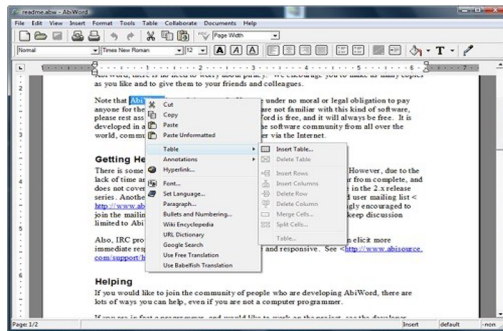 readme.abw - AbiWord
File Edit View Insert Format Tools Table Collaborate Documents Help
Page Width
Normal Times New Roman 12
as you like and to give them to your friends and colleagues.
Note that under no moral or legal obligation to pay
anyone for the are not familiar with this kind of software,
please rest ass Word is free, and it will always be free. It is
developed in a software community from all over the
world, comm er via the Internet.
Cut
Copy
Paste
Paste Unformatted
Table
Annotations
Hyperlink...
Font...
Set Language...
Paragraph...
Bullets and Numbering...
Wiki Encyclopedia
URL Dictionary
Google Search
Use Free Translation
Use Babelfish Translation
Insert Table...
Delete Table
Insert Rows
Insert Columns
Delete Row
Delete Column
Merge Cells...
Split Cells...
Table...
Getting He
There is some However, due to the
lack of time an from complete, and
does not cover in the 2.x release
series. Anothe user mailing list <
http://www.ab gly encouraged to
join the mailin keep discussion
limited to Abi
Also, IRC pro n elicit more
immediate resp and responsive. See <http://www.abisource.
com/support/
Helping
If you would like to join the community of people who are developing AbiWord, there are
lots of ways you can help, even if you are not a computer programmer.
Page: 1/2 Insert default